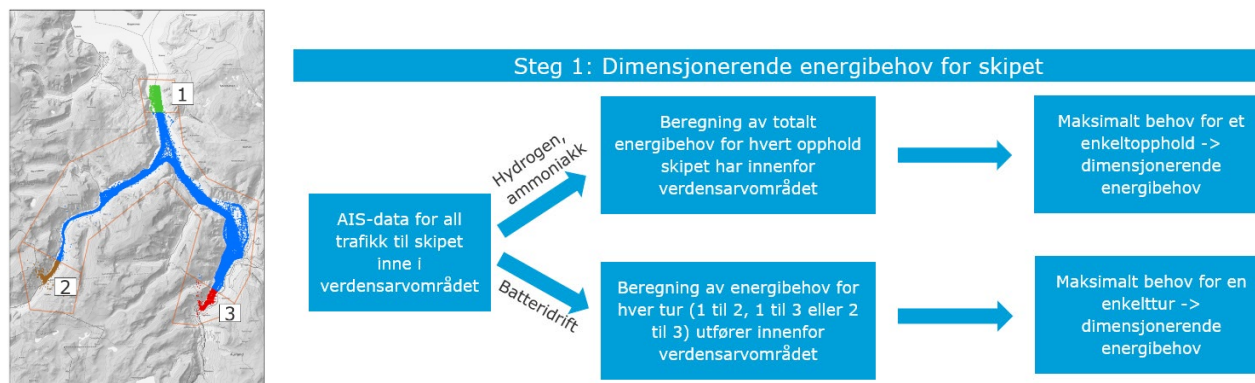 1
2
3
Steg 1: Dimensjonerende energibehov for skipet
AIS-data for all
trafikk til skipet
inne i
verdensarvområdet
Hydrogen,
ammoniakk
Batteridrift
Beregning av totalt
energibehov for hvert opphold
skipet har innenfor
verdensarvområdet
Maksimalt behov for et
enkeltopphold ->
dimensjonerende
energibehov
Beregning av energibehov for
hver tur (1 til 2, 1 til 3 eller 2
til 3) utfører innenfor
verdensarvområdet
Maksimalt behov for en
enkelttur ->
dimensjonerende
energibehov